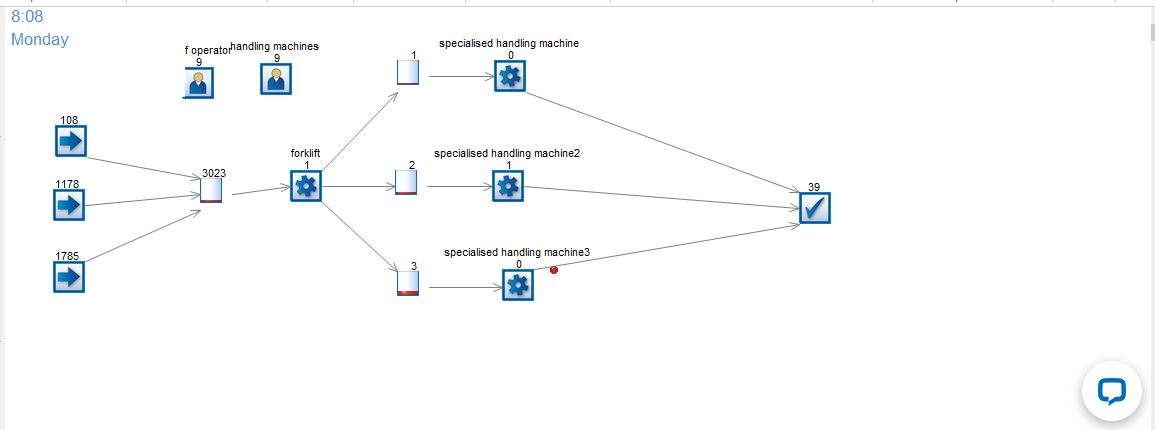 8:08
Monday
f operator
9
handling machines
9
1
specialised handling machine
0
108
1178
1785
3023
forklift
1
2
specialised handling machine2
1
3
specialised handling machine3
0
39